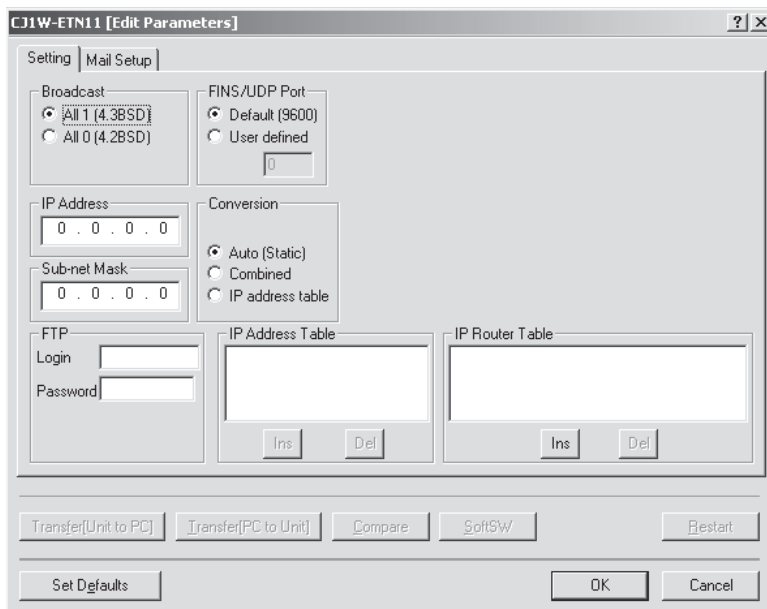 CJ1W-ETN11 [Edit Parameters]
Setting
Mail Setup
Broadcast
All 1 (4.3BSD)
All 0 (4.2BSD)
FINS/UDP Port
Default (9600)
User defined
0
IP Address
0 . 0 . 0 . 0
Sub-net Mask
0 . 0 . 0 . 0
Conversion
Auto (Static)
Combined
IP address table
FTP
Login
Password
IP Address Table
Ins
Del
IP Router Table
Ins
Del
Transfer[Unit to PC]
Transfer[PC to Unit]
Compare
SoftSW
Restart
Set Defaults
OK
Cancel